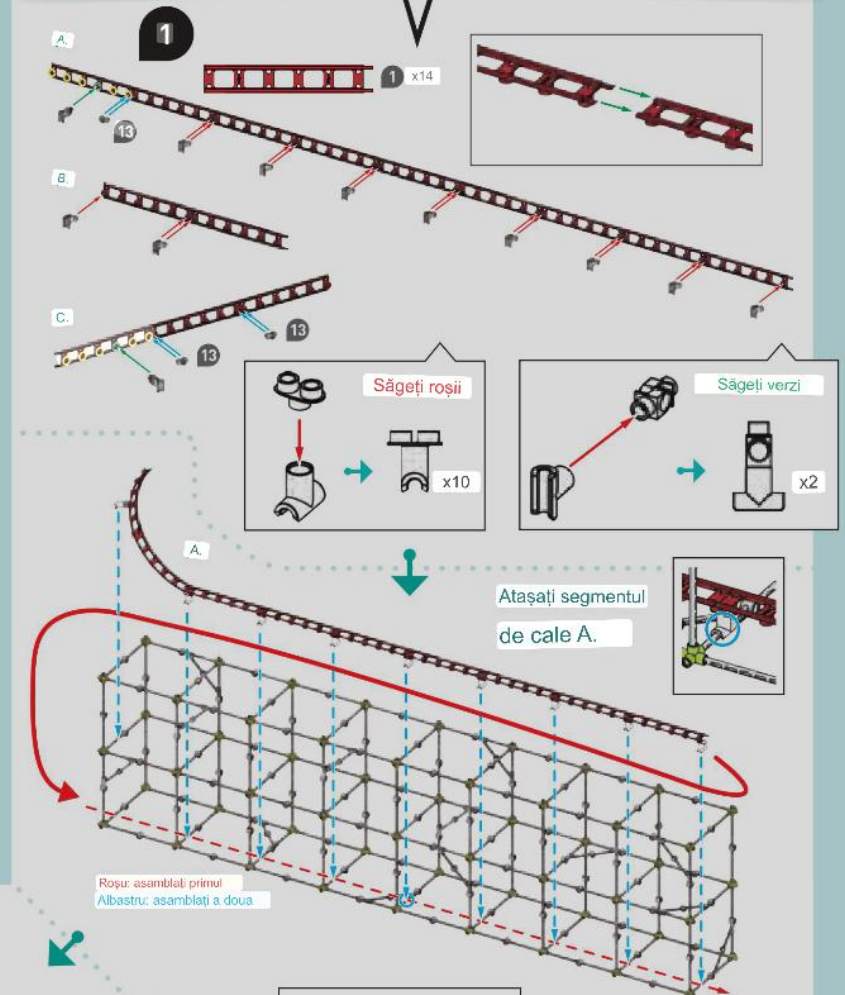 1
A.
1 x14
13
B.
C.
13
13
Săgeți roșii
x10
Săgeți verzi
x2
A.
Atașați segmentul
de cale A.
Roșu: asamblați primul
Albastru: asamblați a doua